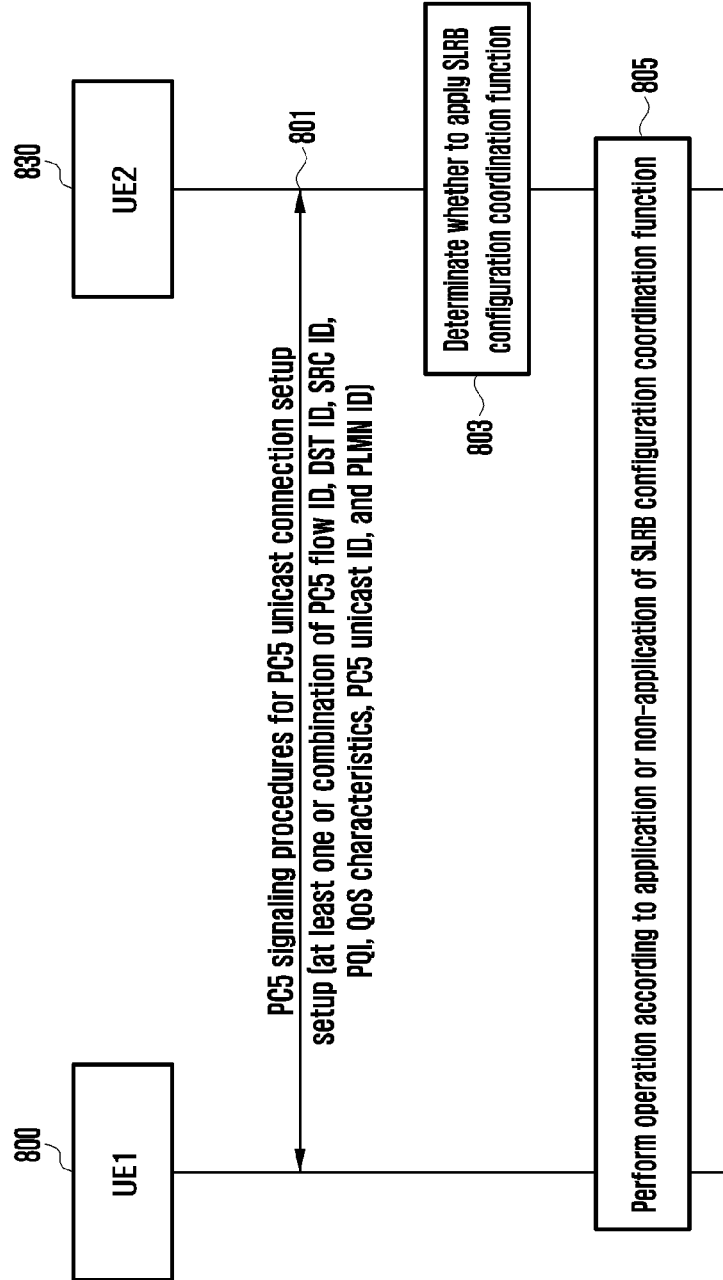 800
UE1
830
UE2
PC5 signaling procedures for PC5 unicast connection setup
setup (at least one or combination of PC5 flow ID, DST ID, SRC ID,
PQI, QoS characteristics, PC5 unicast ID, and PLMN ID)
801
Determinate whether to apply SLRB
configuration coordination function
803
Perform operation according to application or non-application of SLRB configuration coordination function
805